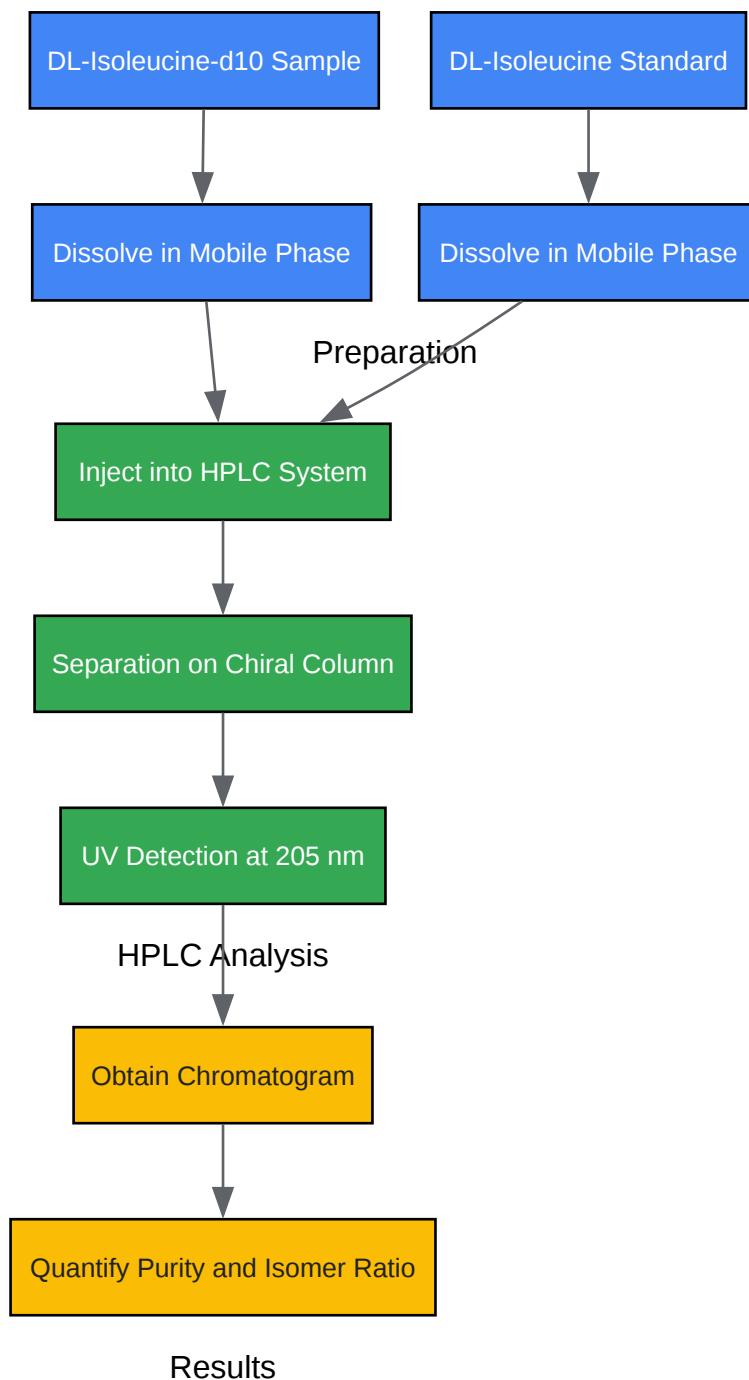 DL-Isoleucine-d10 Sample
DL-Isoleucine Standard
Dissolve in Mobile Phase
Dissolve in Mobile Phase
Preparation
Inject into HPLC System
Separation on Chiral Column
UV Detection at 205 nm
HPLC Analysis
Obtain Chromatogram
Quantify Purity and Isomer Ratio
Results